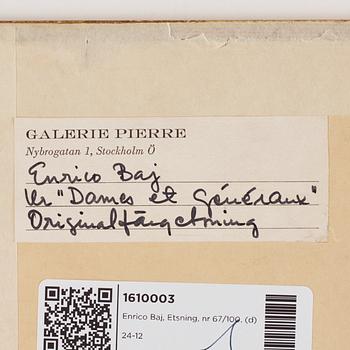 GALERIE PIERRE
Nybrogatan 1, Stockholm Ö
Enrico Baj
Ur "Dames et Généraux"
Originalfärgetsning
1610003
Enrico Baj, Etsning, nr 67/100. (d)
24-12